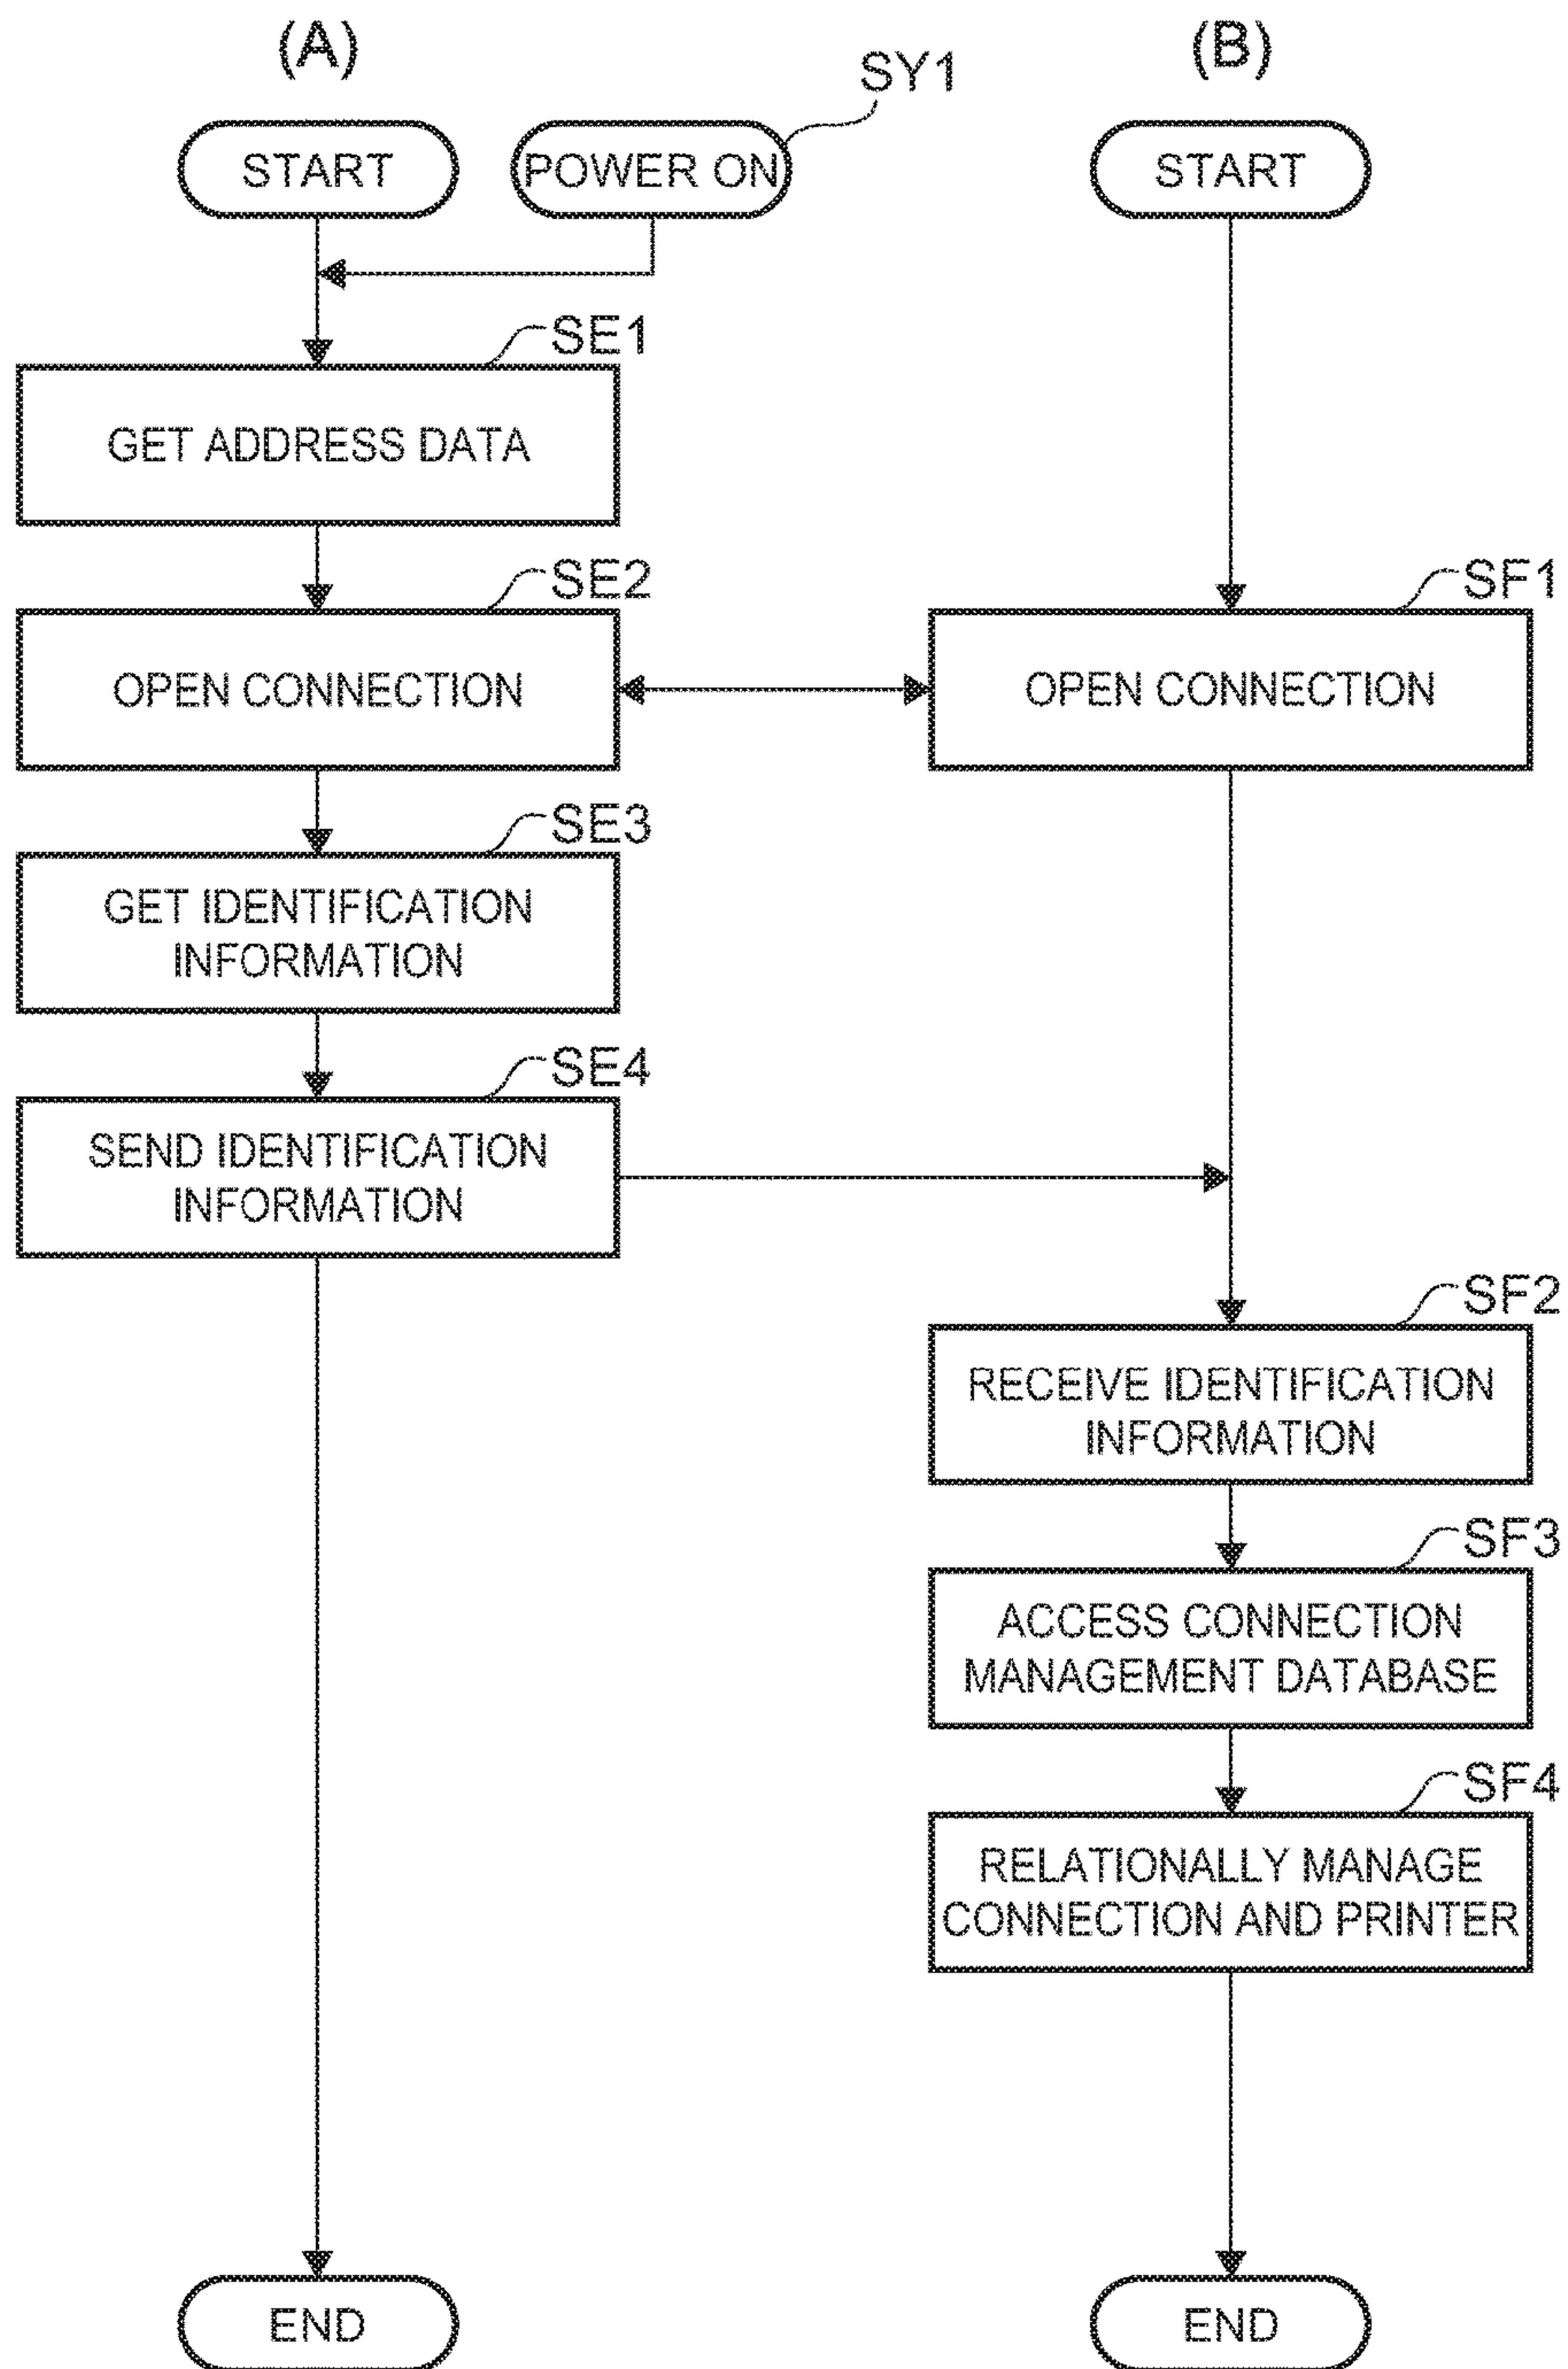 (A)
(B)
SY1
START
POWER ON
START
SE1
GET ADDRESS DATA
SE2
OPEN CONNECTION
SF1
OPEN CONNECTION
SE3
GET IDENTIFICATION
INFORMATION
SE4
SEND IDENTIFICATION
INFORMATION
SF2
RECEIVE IDENTIFICATION
INFORMATION
SF3
ACCESS CONNECTION
MANAGEMENT DATABASE
SF4
RELATIONALLY MANAGE
CONNECTION AND PRINTER
END
END